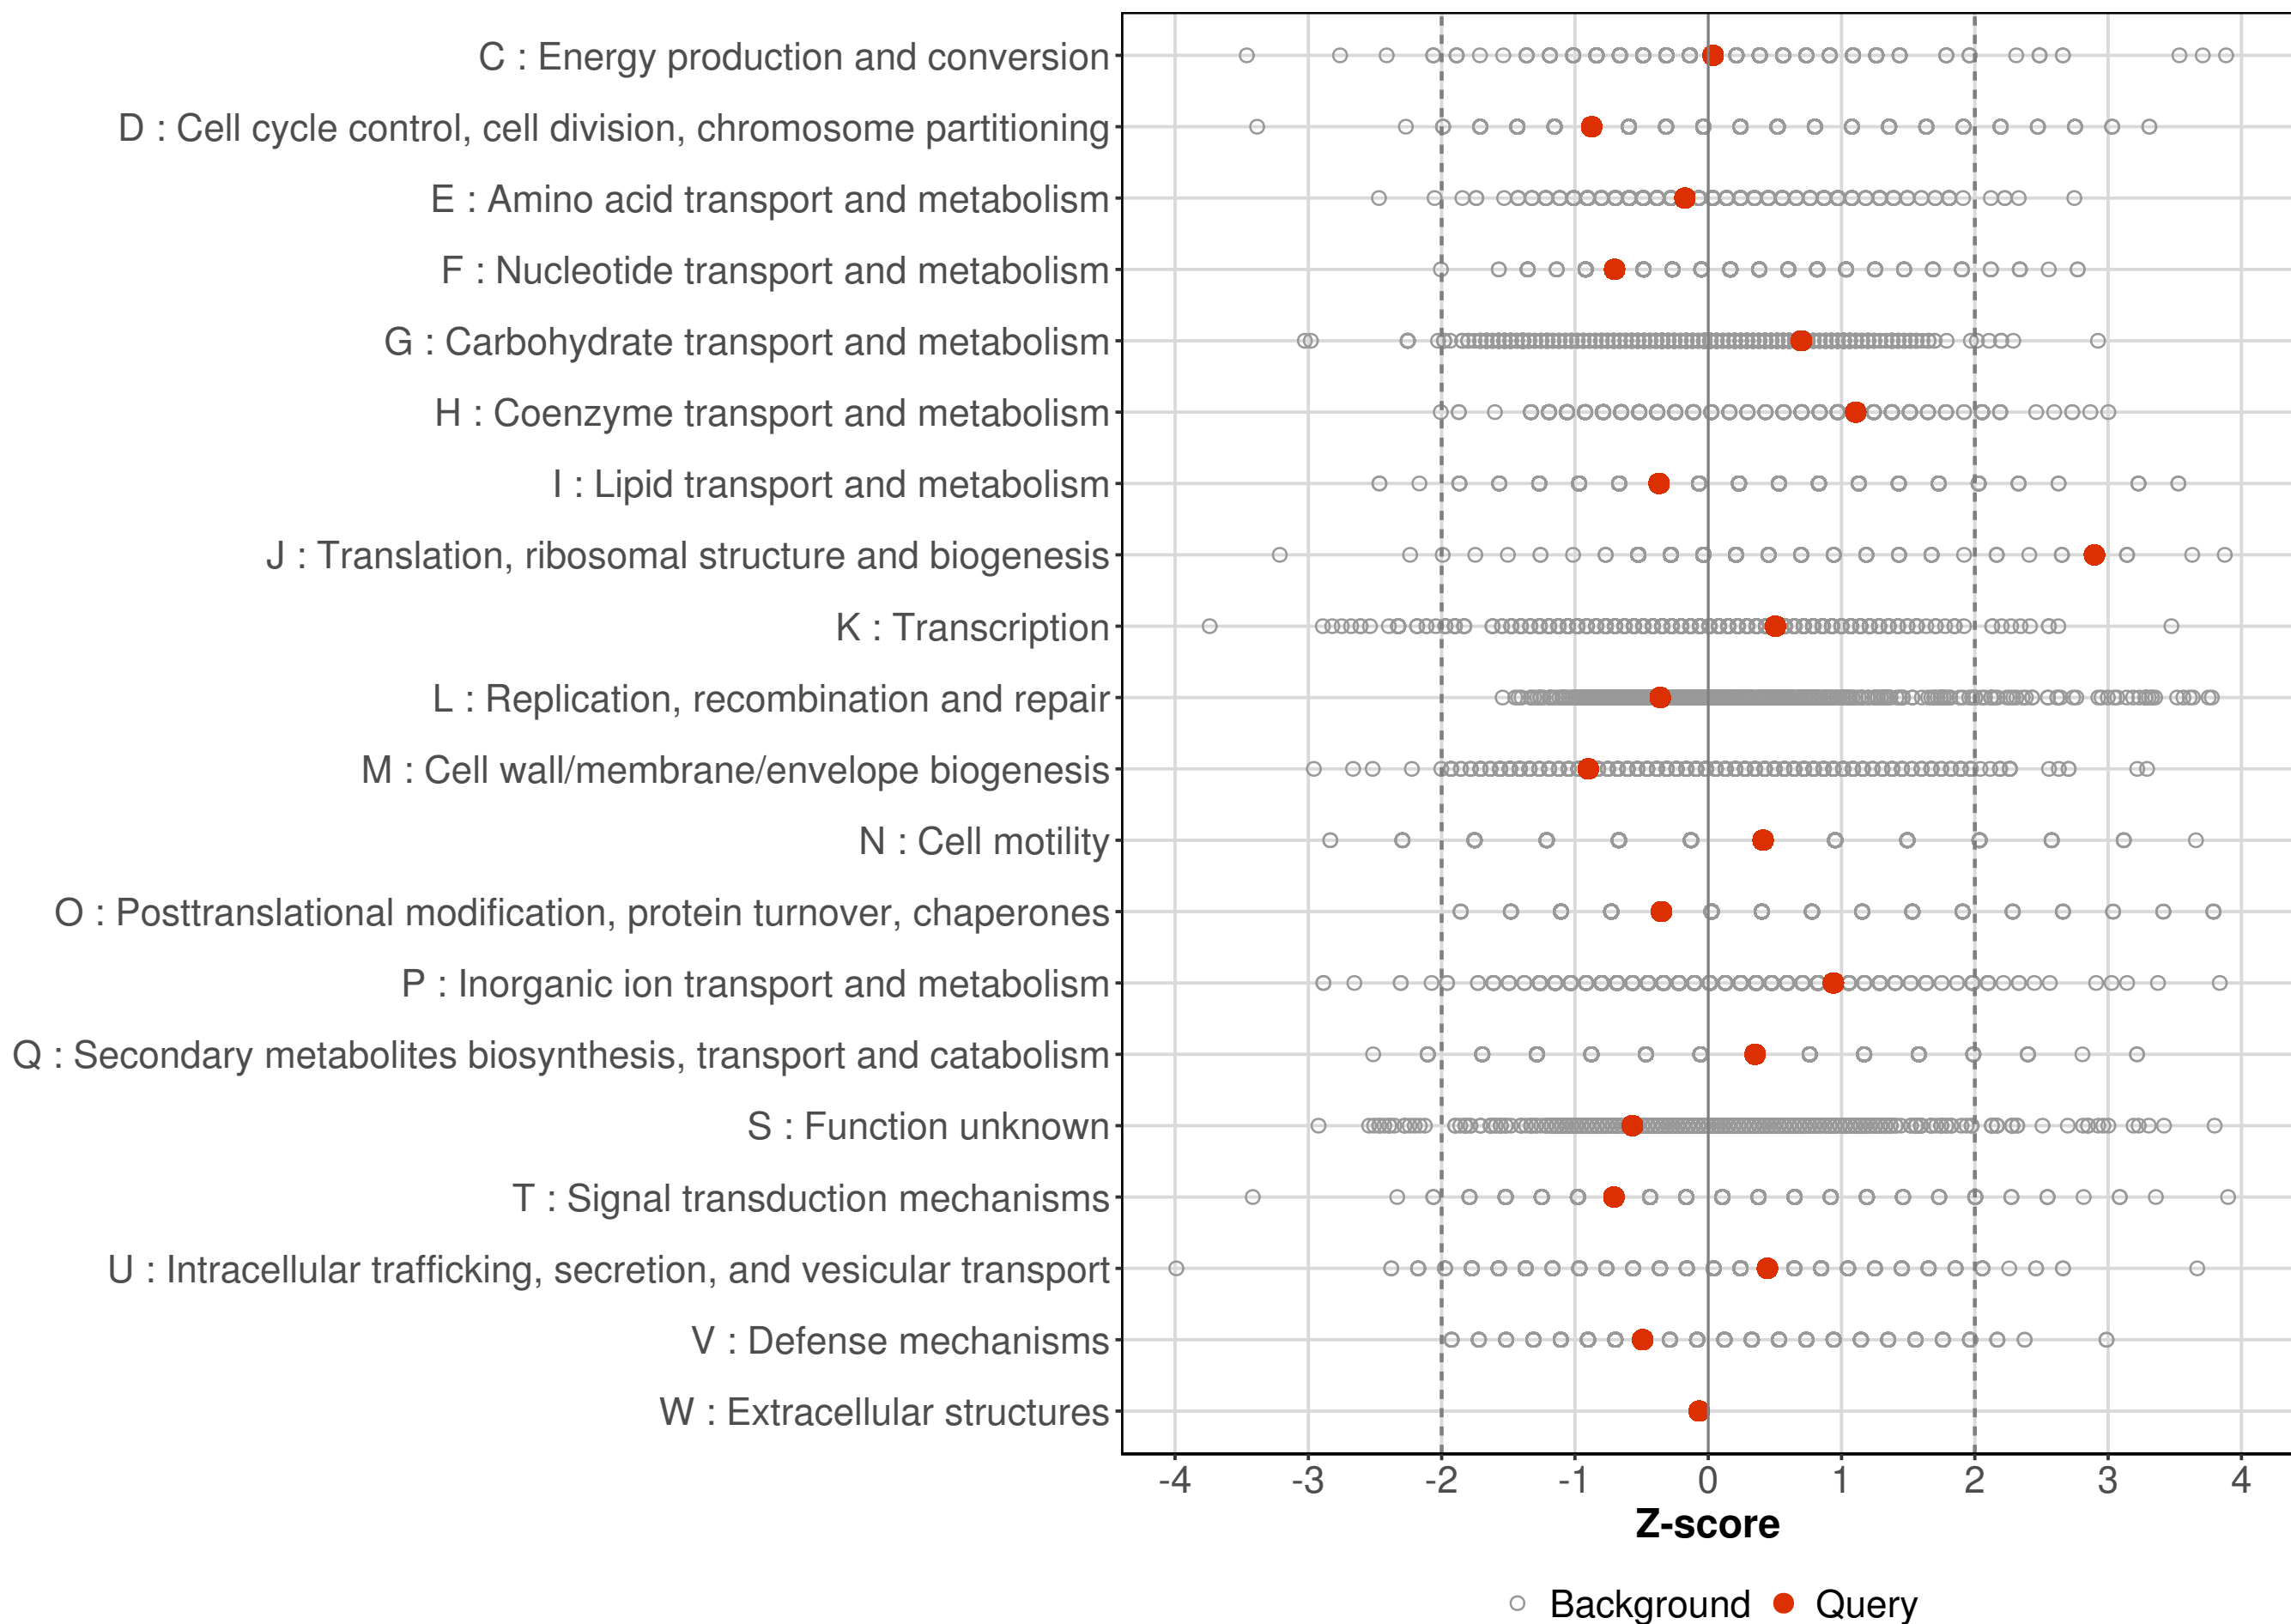 C : Energy production and conversion
D : Cell cycle control, cell division, chromosome partitioning
E : Amino acid transport and metabolism
F : Nucleotide transport and metabolism
G : Carbohydrate transport and metabolism
H : Coenzyme transport and metabolism
I : Lipid transport and metabolism
J : Translation, ribosomal structure and biogenesis
K : Transcription
L : Replication, recombination and repair
M : Cell wall/membrane/envelope biogenesis
N : Cell motility
O : Posttranslational modification, protein turnover, chaperones
P : Inorganic ion transport and metabolism
Q : Secondary metabolites biosynthesis, transport and catabolism
S : Function unknown
T : Signal transduction mechanisms
U : Intracellular trafficking, secretion, and vesicular transport
V : Defense mechanisms
W : Extracellular structures
-4 -3 -2 -1 0 1 2 3 4
Z-score
Background Query